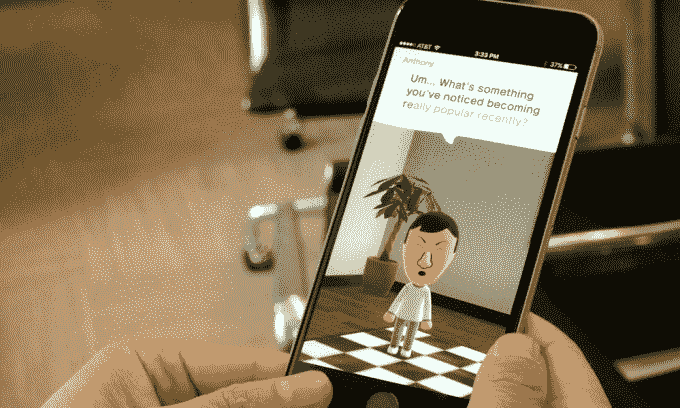 AT&T 3:33 PM 37%
Anthony
Um... What's something
you've noticed becoming
really popular recently?